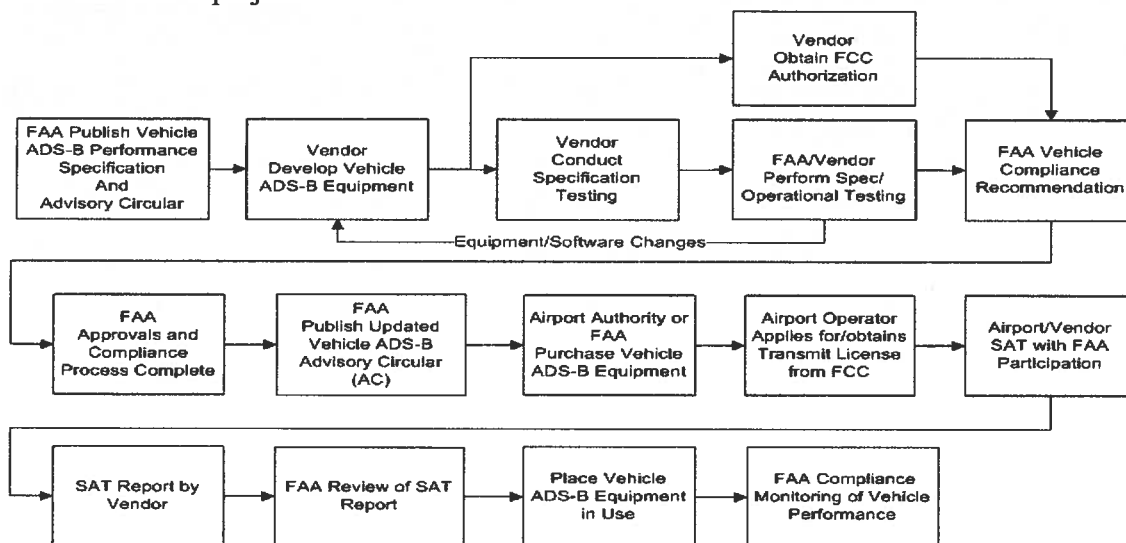 Vendor
Obtain FCC
Authorization
FAA Publish Vehicle
ADS-B Performance
Specification
And
Advisory Circular
Vendor
Develop Vehicle
ADS-B Equipment
Vendor
Conduct
Specification
Testing
FAA/Vendor
Perform Spec/
Operational Testing
FAA Vehicle
Compliance
Recommendation
Equipment/Software Changes
FAA
Approvals and
Compliance
Process Complete
FAA
Publish Updated
Vehicle ADS-B
Advisory Circular
(AC)
Airport Authority or
FAA
Purchase Vehicle
ADS-B Equipment
Airport Operator
Applies for/obtains
Transmit License
from FCC
Airport/Vendor
SAT with FAA
Participation
SAT Report by
Vendor
FAA Review of SAT
Report
Place Vehicle
ADS-B Equipment
in Use
FAA Compliance
Monitoring of Vehicle
Performance